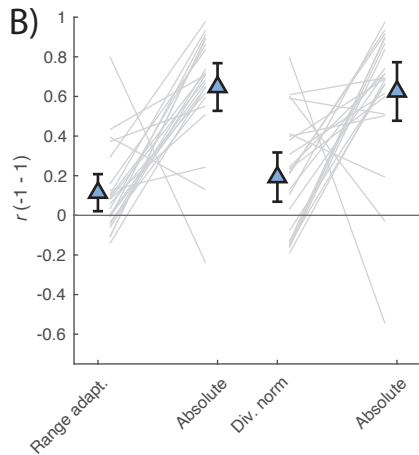 B)
r (-1 - 1)
1
0.8
0.6
0.4
0.2
0
-0.2
-0.4
-0.6
Range adapt.
Absolute
Div. norm
Absolute